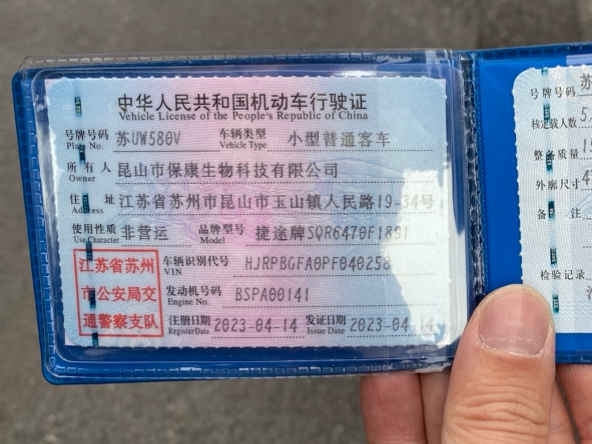 中华人民共和国机动车行驶证
Vehicle License of the People's Republic of China
号牌号码 苏UW580V 车辆类型 小型普通客车
Plate No. Vehicle Type
所有人 昆山市保康生物科技有限公司
Owner
住址 江苏省苏州市昆山市玉山镇人民路19-34号
Address
使用性质 非营运 品牌型号 捷途牌SQR6470F18
Use Character Model
江苏省苏州
市公安局交
通警察支队
车辆识别代号 HJRPBGFA0PF040258
VIN
发动机号码 BSPA00141
Engine No.
注册日期 2023-04-14 发证日期 2023-04-14
Register Date Issue Date
号牌号码 苏
核定载人数 5
整备质量 15
外廓尺寸 4
备注
检验记录